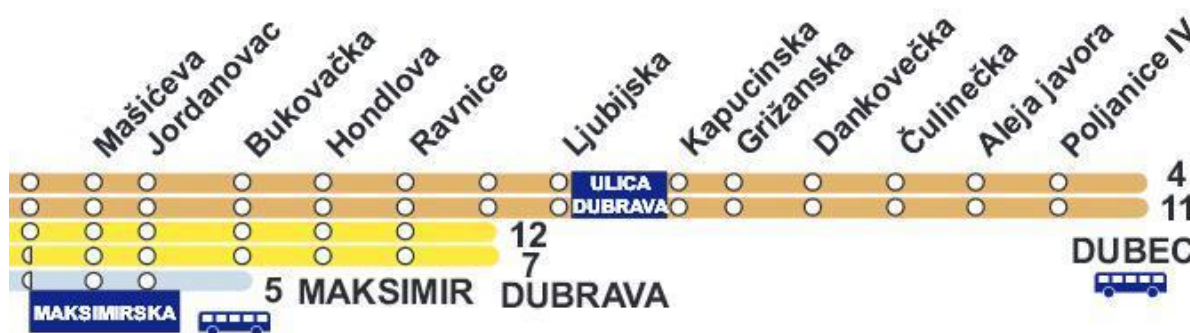 Mašićeva
Jordanovac
Bukovačka
Hondlova
Ravnice
Ljubijska
Kapucinska
Grižanska
Dankovečka
Čulinečka
Aleja javora
Poljanice IV
ULICA
DUBRAVA
4
11
12
7
DUBEC
5 MAKSIMIR
DUBRAVA
MAKSIMIRSKA